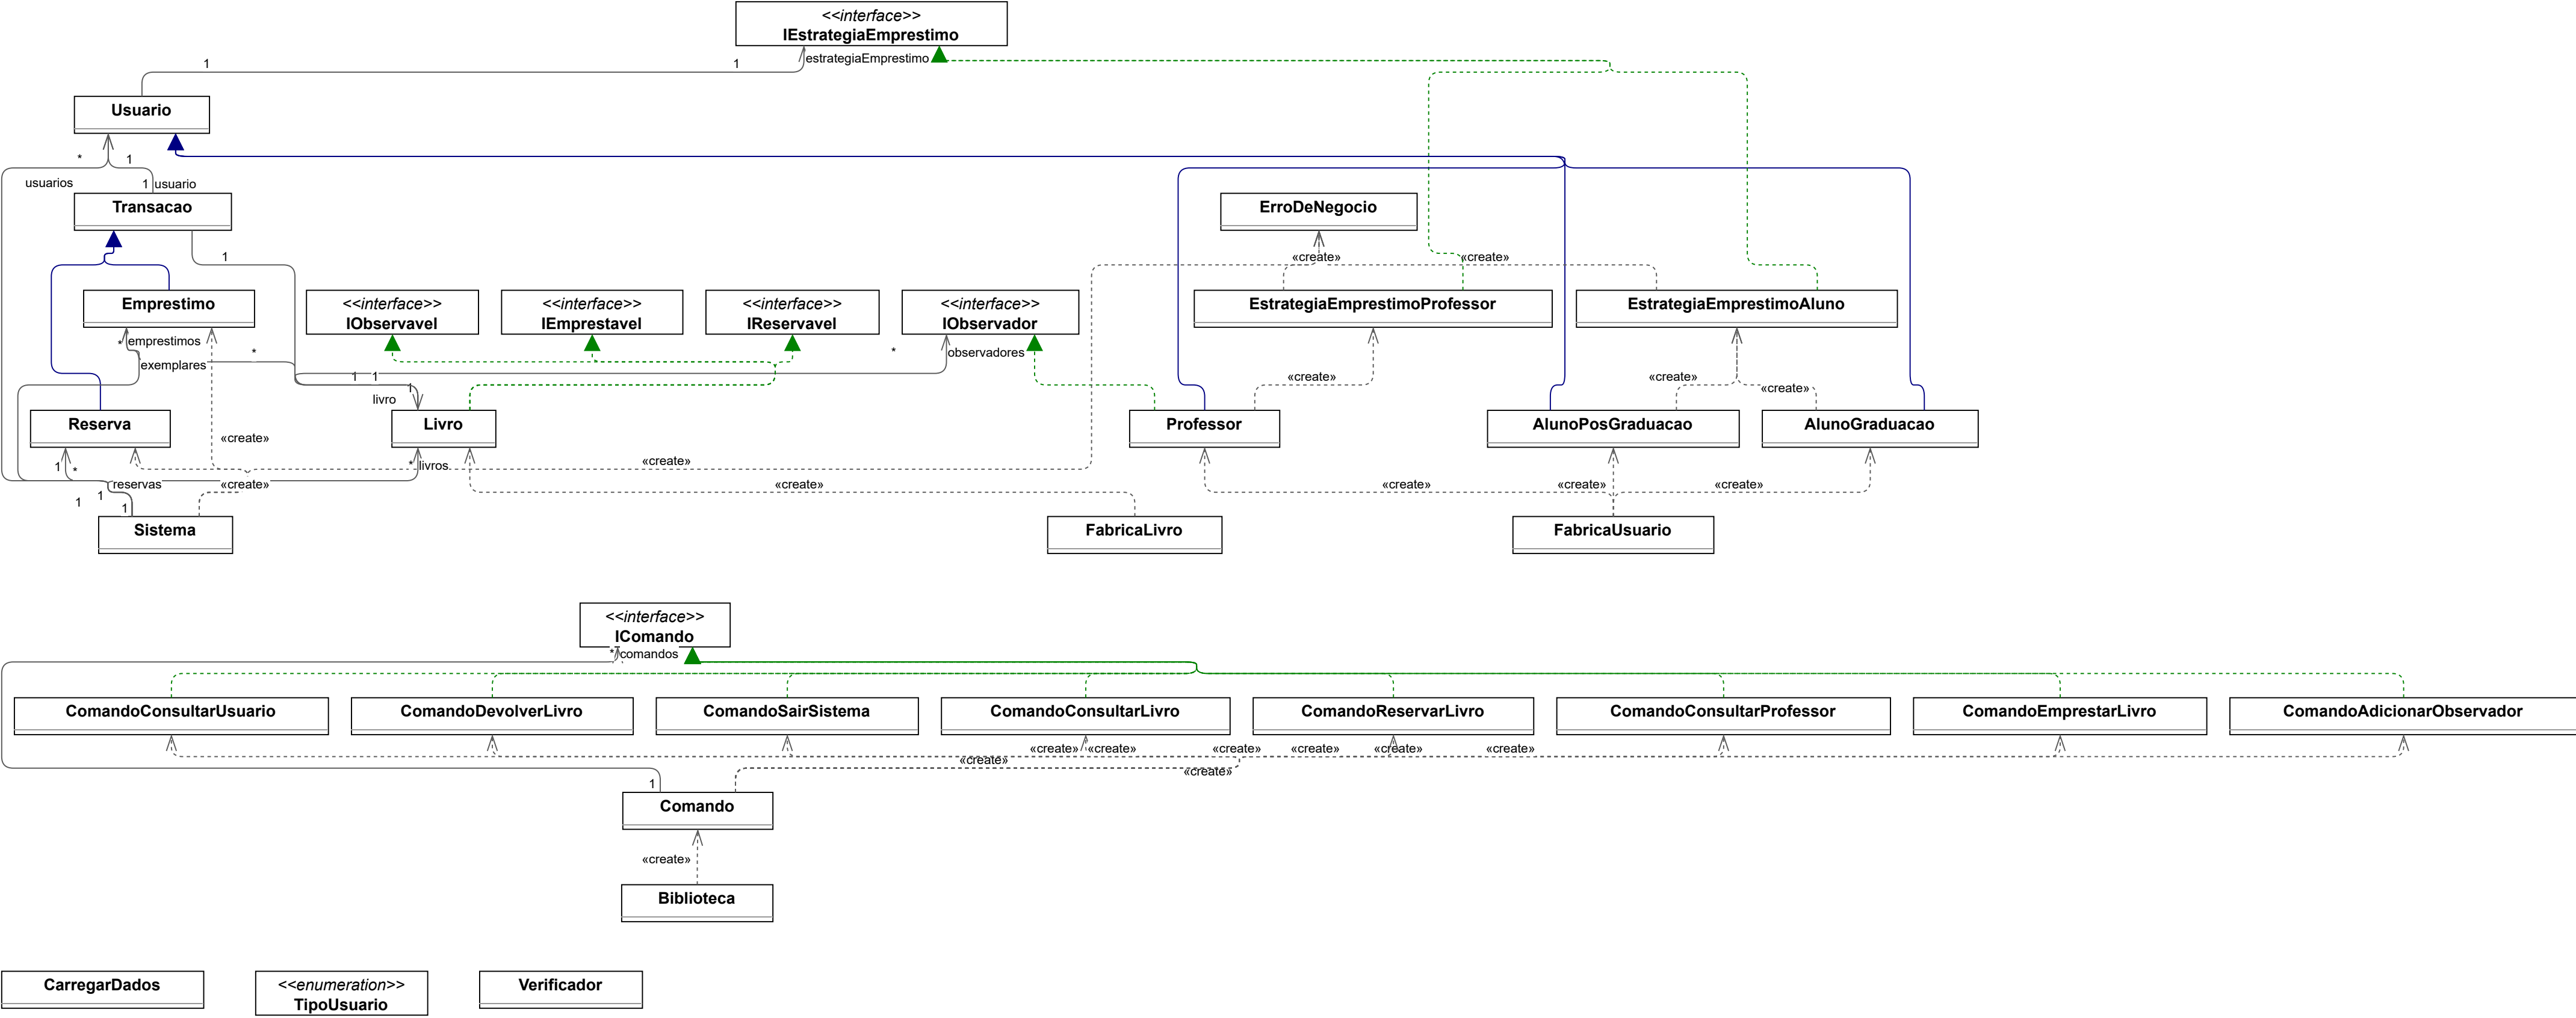 <<interface>>
IEstrategiaEmprestimo
estrategiaEmprestimo
1
1
Usuario
*
1
usuarios
1
usuario
Transacao
ErroDeNegocio
1
«create»
«create»
Emprestimo
<<interface>>
IObservavel
<<interface>>
IEmprestavel
<<interface>>
IReservavel
<<interface>>
IObservador
EstrategiaEmprestimoProfessor
EstrategiaEmprestimoAluno
*
emprestimos
*
*
observadores
exemplares
1
1
1
«create»
«create»
«create»
livro
Reserva
Livro
Professor
AlunoPosGraduacao
AlunoGraduacao
«create»
1
*
*
livros
«create»
reservas
«create»
«create»
«create»
«create»
«create»
1
1
1
Sistema
FabricaLivro
FabricaUsuario
<<interface>>
IComando
*
comandos
ComandoConsultarUsuario
ComandoDevolverLivro
ComandoSairSistema
ComandoConsultarLivro
ComandoReservarLivro
ComandoConsultarProfessor
ComandoEmprestarLivro
ComandoAdicionarObservador
«create»
«create»
«create»
«create»
«create»
«create»
«create»
«create»
1
Comando
«create»
Biblioteca
CarregarDados
<<enumeration>>
TipoUsuario
Verificador